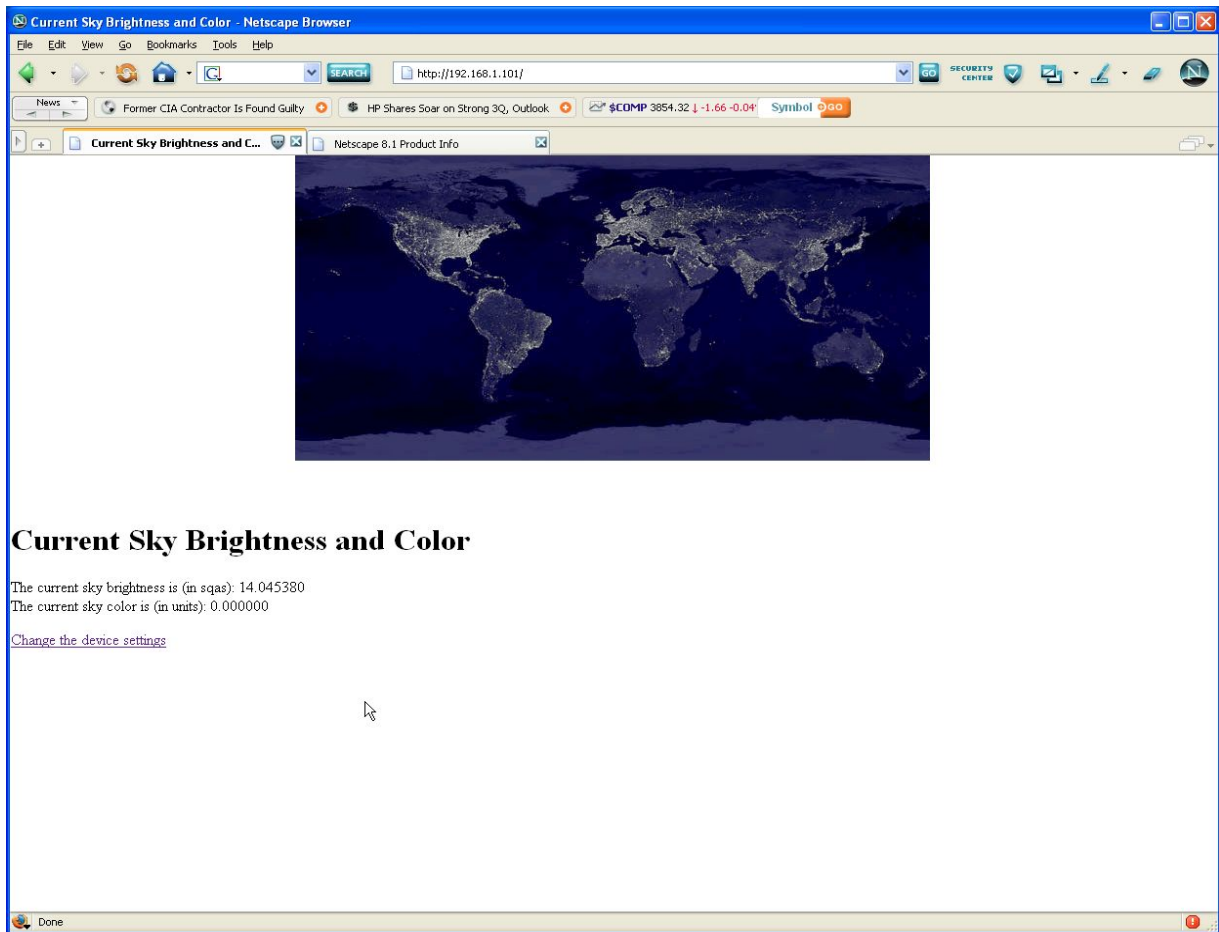 Current Sky Brightness and Color - Netscape Browser
File Edit View Go Bookmarks Tools Help
G SEARCH http://192.168.1.101/ GO SECURITY CENTER N
News Former CIA Contractor Is Found Guilty HP Shares Soar on Strong 3Q, Outlook $COMP 3854.32 ↓ -1.66 -0.04 Symbol GO
Current Sky Brightness and C... Netscape 8.1 Product Info
Current Sky Brightness and Color
The current sky brightness is (in sqas): 14.045380
The current sky color is (in units): 0.000000
Change the device settings
Done